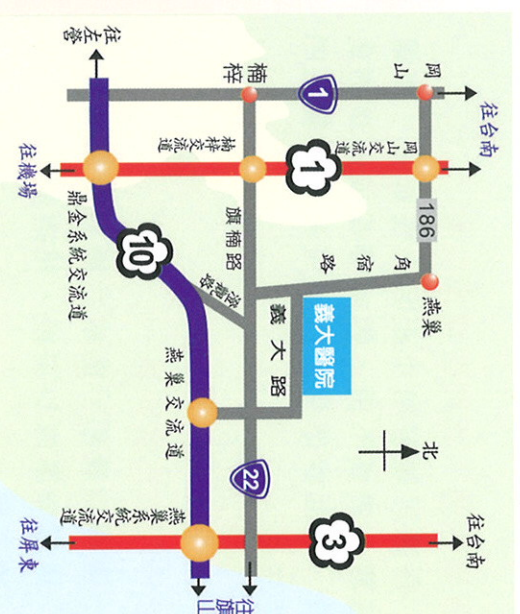 往左營
楠梓
1
岡山
往台南
往機場
楠梓交流道
1
岡山交流道
鼎金系統交流道
10
旗楠路
186
角宿路
燕巢
義大路
義大醫院
燕巢交流道
北
22
燕巢系統交流道
3
往台南
往屏東
往旗山